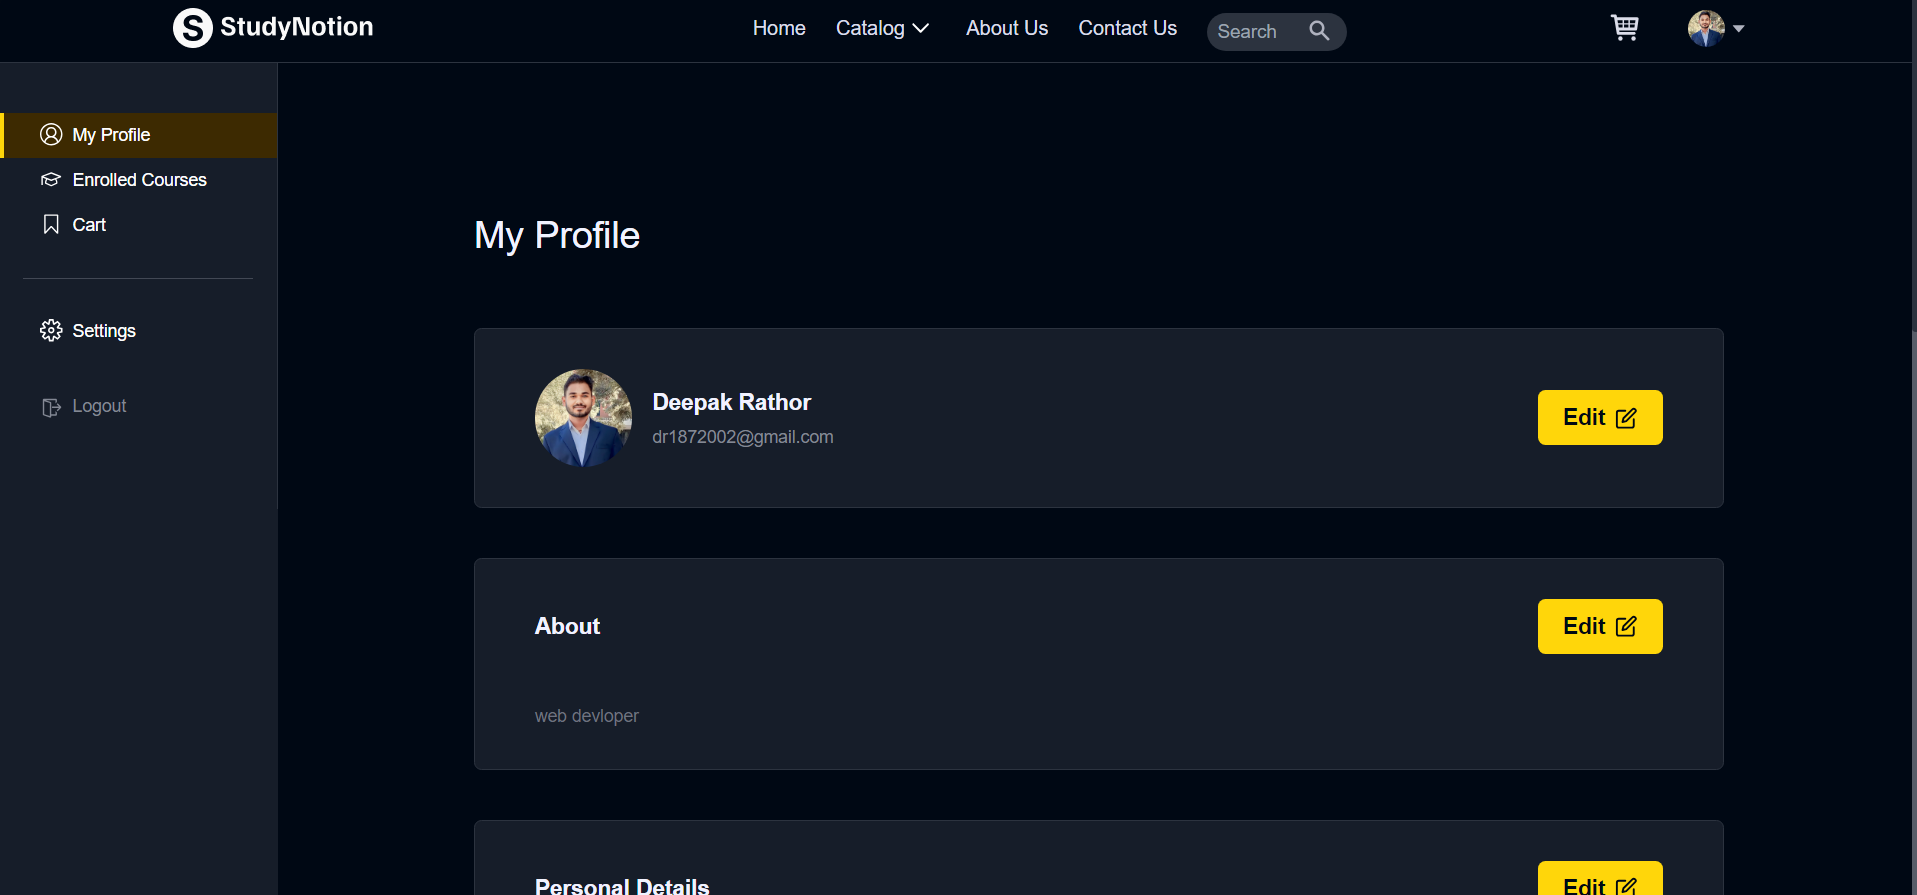 StudyNotion
Home Catalog About Us Contact Us Search
My Profile
Enrolled Courses
Cart
Settings
Logout
My Profile
Deepak Rathor
dr1872002@gmail.com
Edit
About
Edit
web devloper
Personal Details
Edit